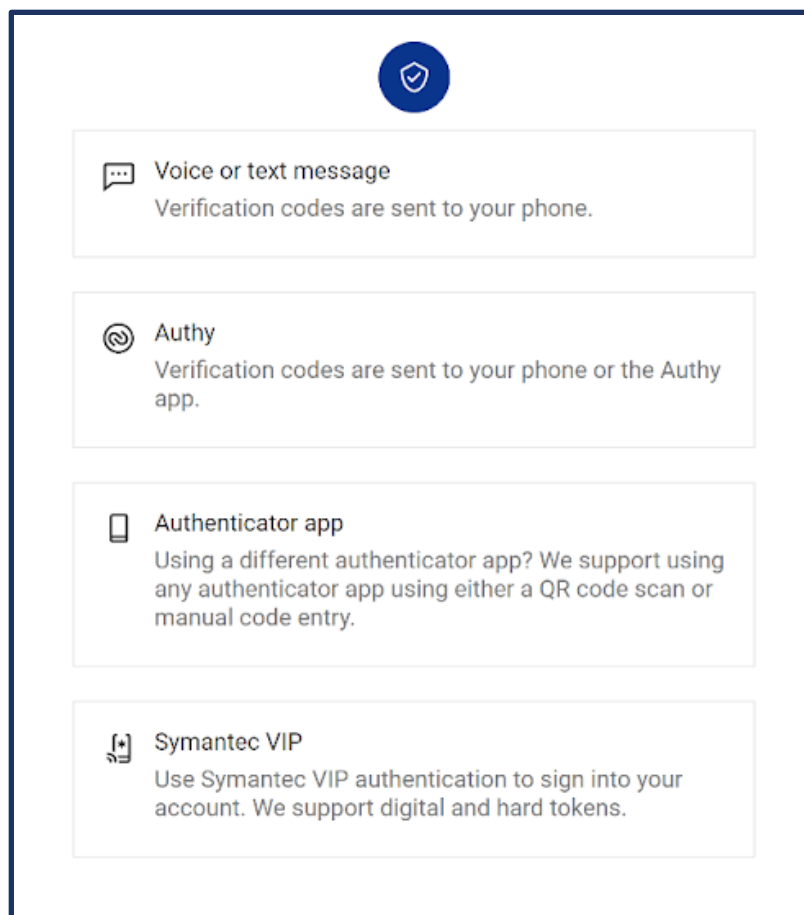 Voice or text message
Verification codes are sent to your phone.
Authy
Verification codes are sent to your phone or the Authy
app.
Authenticator app
Using a different authenticator app? We support using
any authenticator app using either a QR code scan or
manual code entry.
Symantec VIP
Use Symantec VIP authentication to sign into your
account. We support digital and hard tokens.